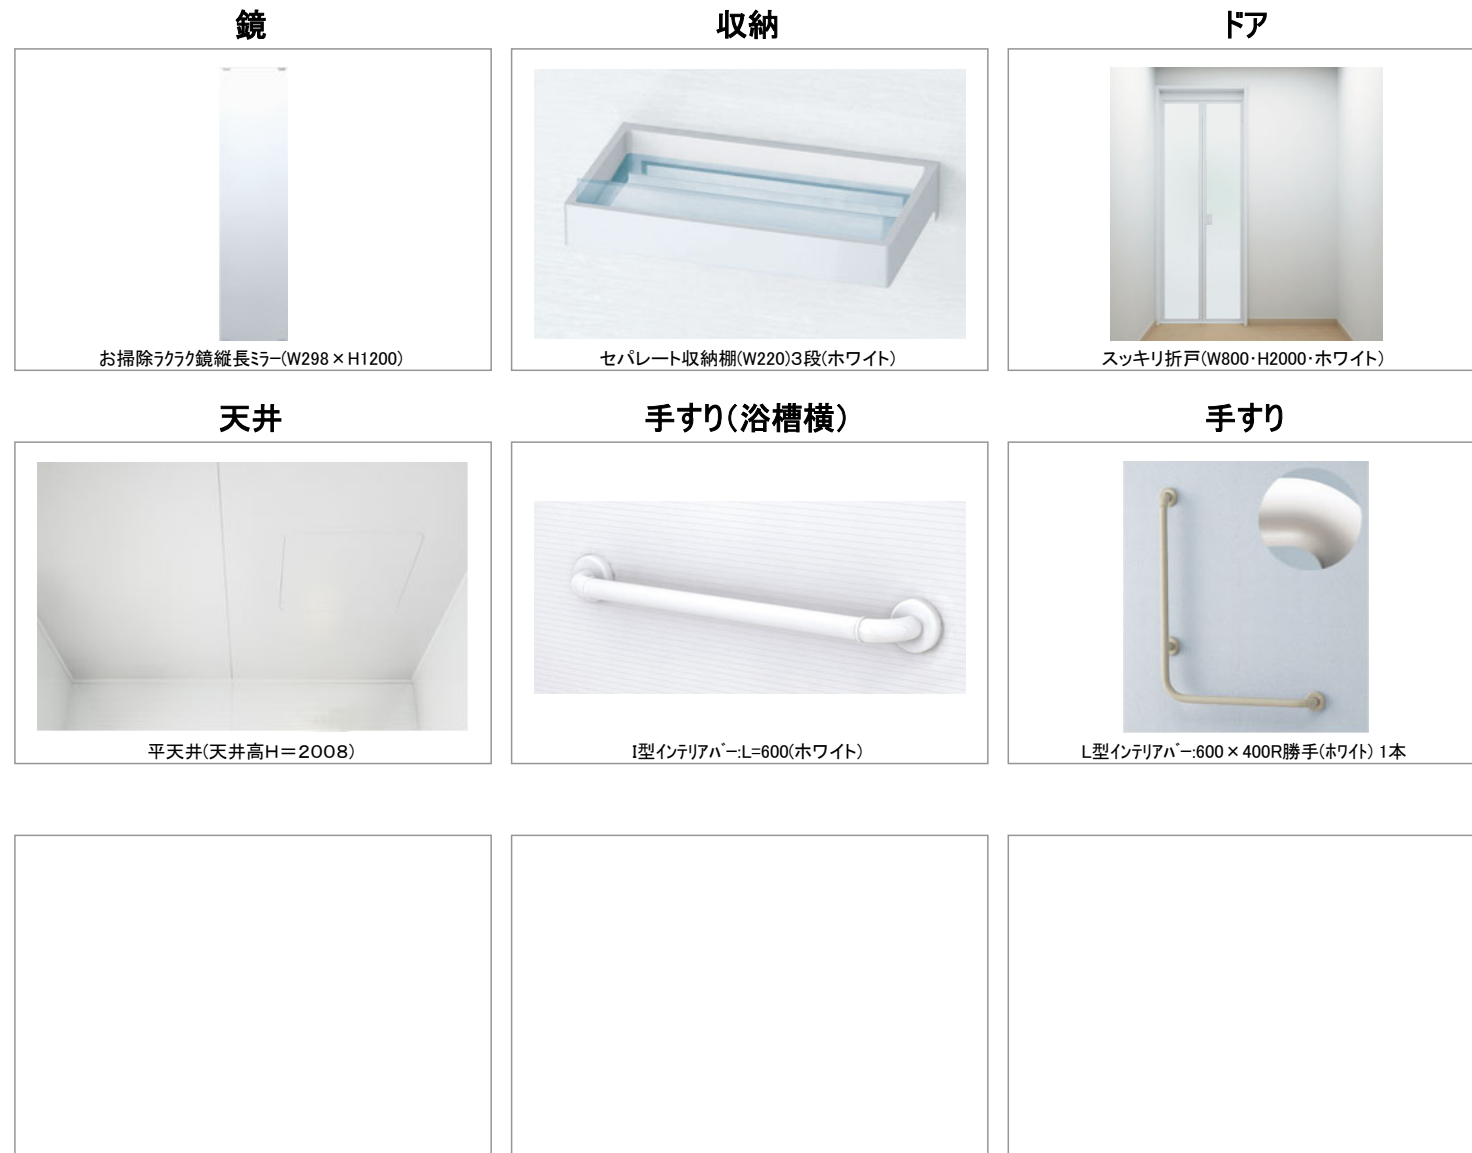 鏡
収納
ドア
お掃除ﾗｸﾗｸ鏡縦長ﾐﾗｰ(W298×H1200)
セパレート収納棚(W220)3段(ホワイト)
スッキリ折戸(W800･H2000･ホワイト)
天井
手すり(浴槽横)
手すり
平天井(天井高H=2008)
I型ｲﾝﾃﾘｱﾊﾞｰ:L=600(ホワイト)
L型ｲﾝﾃﾘｱﾊﾞｰ:600×400R勝手(ﾎﾜｲﾄ) 1本